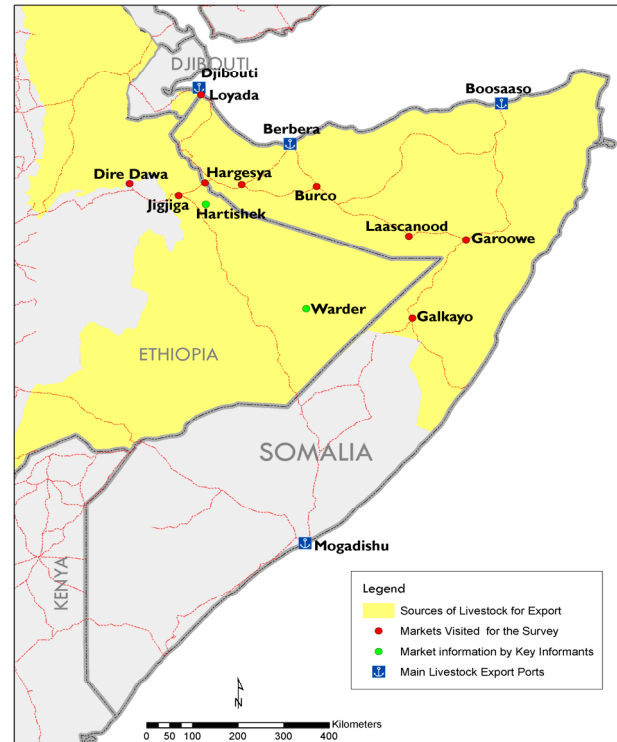 DJIBOUTI
Djibouti
Loyada
Boosaaso
Berbera
Dire Dawa
Hargesya
Jigjiga
Burco
Hartishek
Laascanood
Garoowe
Warder
Galkayo
ETHIOPIA
SOMALIA
Mogadishu
KENYA
Legend
Sources of Livestock for Export
Markets Visited for the Survey
Market information by Key Informants
Main Livestock Export Ports
N
Kilometers
0 50 100 200 300 400